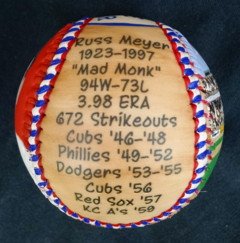 Russ Meyer
1923-1997
"Mad Monk"
94W-73L
3.98 ERA
672 Strikeouts
Cubs '46-'48
Phillies '49-'52
Dodgers '53-'55
Cubs '56
Red Sox '57
KC A's '59